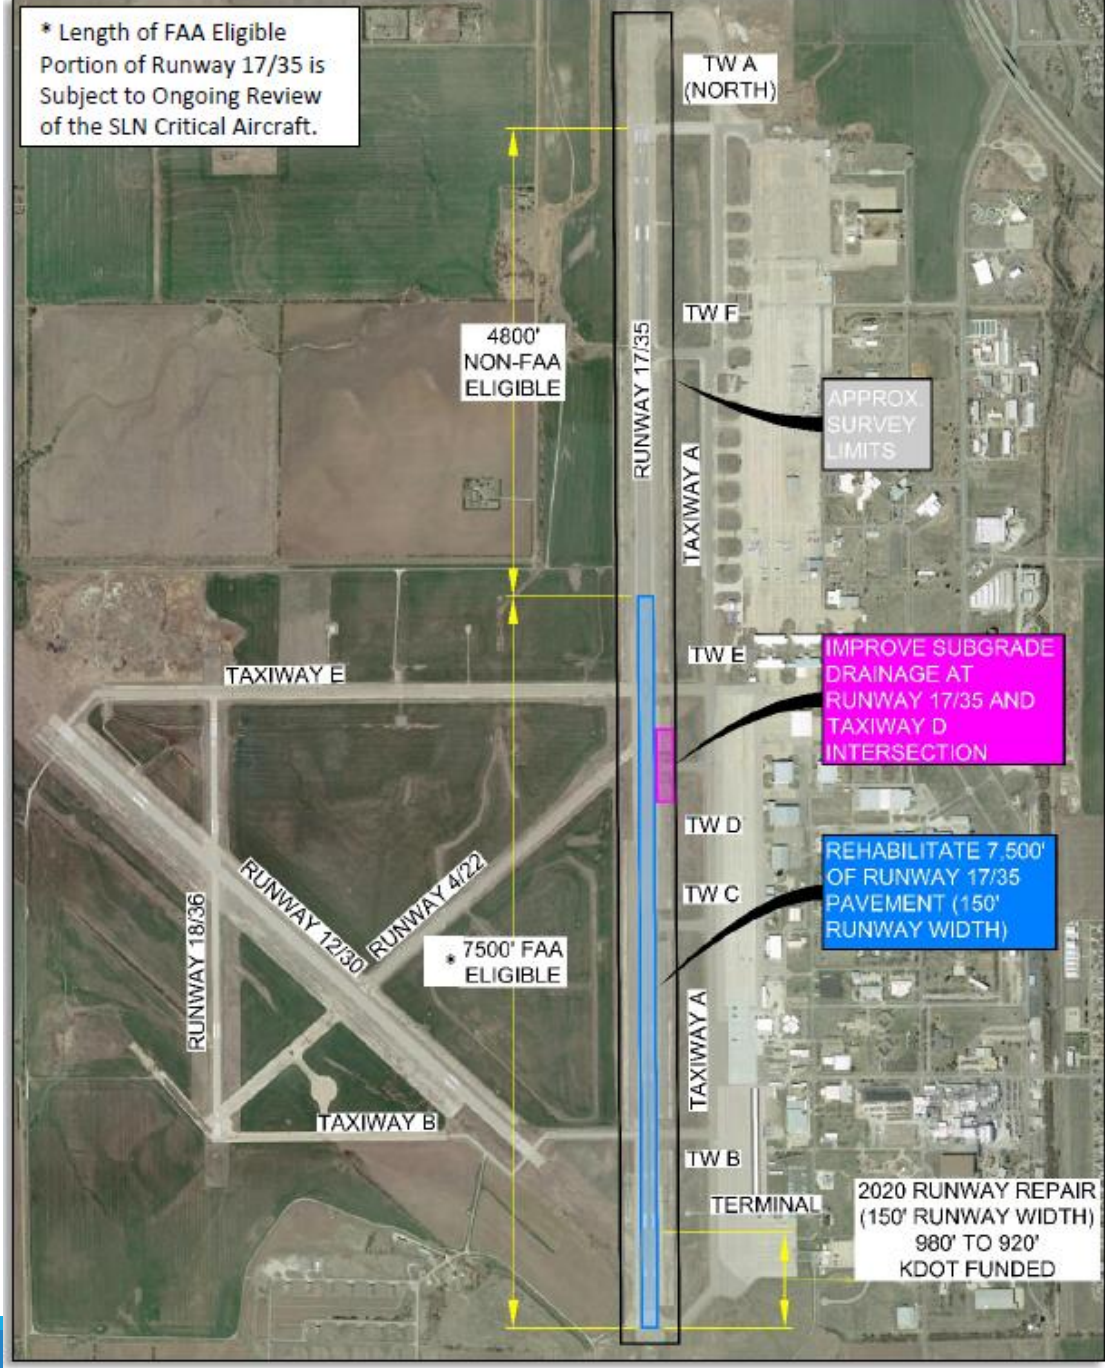 * Length of FAA Eligible
Portion of Runway 17/35 is
Subject to Ongoing Review
of the SLN Critical Aircraft.
TW A
(NORTH)
TW F
4800'
NON-FAA
ELIGIBLE
RUNWAY 17/35
APPROX.
SURVEY
LIMITS
TAXIWAY A
TW E
IMPROVE SUBGRADE
DRAINAGE AT
RUNWAY 17/35 AND
TAXIWAY D
INTERSECTION
TAXIWAY E
TW D
REHABILITATE 7,500'
OF RUNWAY 17/35
PAVEMENT (150'
RUNWAY WIDTH)
TW C
RUNWAY 4/22
RUNWAY 12/30
RUNWAY 18/36
* 7500' FAA
ELIGIBLE
TAXIWAY A
TAXIWAY B
TW B
TERMINAL
2020 RUNWAY REPAIR
(150' RUNWAY WIDTH)
980' TO 920'
KDOT FUNDED